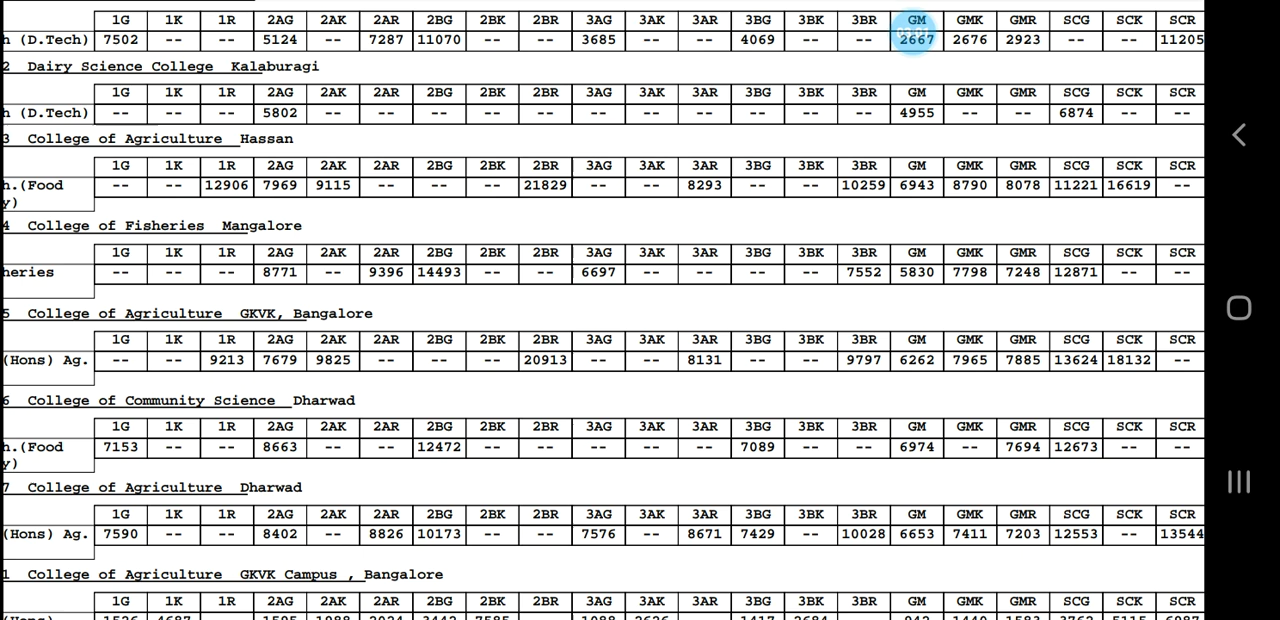 1G 1K 1R 2AG 2AK 2AR 2BG 2BK 2BR 3AG 3AK 3AR 3BG 3BK 3BR GM GMK GMR SCG SCK SCR
h (D.Tech) 7502 -- -- 5124 -- 7287 11070 -- -- 3685 -- -- 4069 -- -- 2667 2676 2923 -- -- 11205
2 Dairy Science College Kalaburagi
1G 1K 1R 2AG 2AK 2AR 2BG 2BK 2BR 3AG 3AK 3AR 3BG 3BK 3BR GM GMK GMR SCG SCK SCR
h (D.Tech) -- -- -- 5802 -- -- -- -- -- -- -- -- -- -- -- 4955 -- -- 6874 -- --
3 College of Agriculture Hassan
1G 1K 1R 2AG 2AK 2AR 2BG 2BK 2BR 3AG 3AK 3AR 3BG 3BK 3BR GM GMK GMR SCG SCK SCR
h.(Food -- -- 12906 7969 9115 -- -- -- 21829 -- -- 8293 -- -- 10259 6943 8790 8078 11221 16619 --
y)
4 College of Fisheries Mangalore
1G 1K 1R 2AG 2AK 2AR 2BG 2BK 2BR 3AG 3AK 3AR 3BG 3BK 3BR GM GMK GMR SCG SCK SCR
heries -- -- -- 8771 -- 9396 14493 -- -- 6697 -- -- -- -- 7552 5830 7798 7248 12871 -- --
5 College of Agriculture GKVK, Bangalore
1G 1K 1R 2AG 2AK 2AR 2BG 2BK 2BR 3AG 3AK 3AR 3BG 3BK 3BR GM GMK GMR SCG SCK SCR
(Hons) Ag. -- -- 9213 7679 9825 -- -- -- 20913 -- -- 8131 -- -- 9797 6262 7965 7885 13624 18132 --
6 College of Community Science Dharwad
1G 1K 1R 2AG 2AK 2AR 2BG 2BK 2BR 3AG 3AK 3AR 3BG 3BK 3BR GM GMK GMR SCG SCK SCR
h.(Food 7153 -- -- 8663 -- -- 12472 -- -- -- -- -- 7089 -- -- 6974 -- 7694 12673 -- --
y)
7 College of Agriculture Dharwad
1G 1K 1R 2AG 2AK 2AR 2BG 2BK 2BR 3AG 3AK 3AR 3BG 3BK 3BR GM GMK GMR SCG SCK SCR
(Hons) Ag. 7590 -- -- 8402 -- 8826 10173 -- -- 7576 -- 8671 7429 -- 10028 6653 7411 7203 12553 -- 13544
1 College of Agriculture GKVK Campus , Bangalore
1G 1K 1R 2AG 2AK 2AR 2BG 2BK 2BR 3AG 3AK 3AR 3BG 3BK 3BR GM GMK GMR SCG SCK SCR